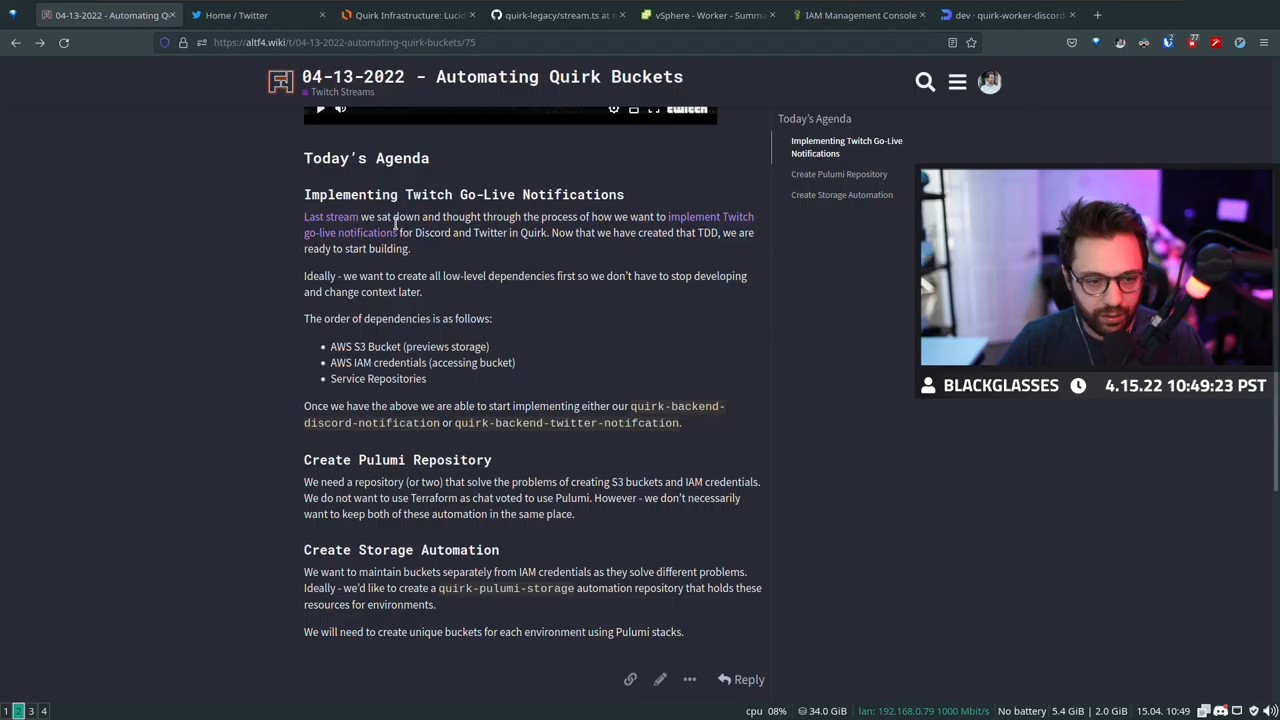 04-13-2022 - Automating Q
Home / Twitter
Quirk Infrastructure: Lucid
quirk-legacy/stream.ts at
vSphere - Worker - Summa
IAM Management Console
dev · quirk-worker-discord
https://altf4.wiki/t/04-13-2022-automating-quirk-buckets/75
2
77
04-13-2022 - Automating Quirk Buckets
Twitch Streams
twitch
Today's Agenda
Implementing Twitch Go-Live Notifications
Last stream we sat down and thought through the process of how we want to implement Twitch
go-live notifications for Discord and Twitter in Quirk. Now that we have created that TDD, we are
ready to start building.
Ideally - we want to create all low-level dependencies first so we don't have to stop developing
and change context later.
The order of dependencies is as follows:
• AWS S3 Bucket (previews storage)
• AWS IAM credentials (accessing bucket)
• Service Repositories
Once we have the above we are able to start implementing either our quirk-backend-
discord-notification or quirk-backend-twitter-notifcation.
Create Pulumi Repository
We need a repository (or two) that solve the problems of creating S3 buckets and IAM credentials.
We do not want to use Terraform as chat voted to use Pulumi. However - we don't necessarily
want to keep both of these automation in the same place.
Create Storage Automation
We want to maintain buckets separately from IAM credentials as they solve different problems.
Ideally - we'd like to create a quirk-pulumi-storage automation repository that holds these
resources for environments.
We will need to create unique buckets for each environment using Pulumi stacks.
Reply
Today's Agenda
Implementing Twitch Go-Live
Notifications
Create Pulumi Repository
Create Storage Automation
BLACKGLASSES 4.15.22 10:49:23 PST
1 2 3 4
cpu 08% 34.0 GiB lan: 192.168.0.79 1000 Mbit/s No battery 5.4 GiB | 2.0 GiB 15.04. 10:49